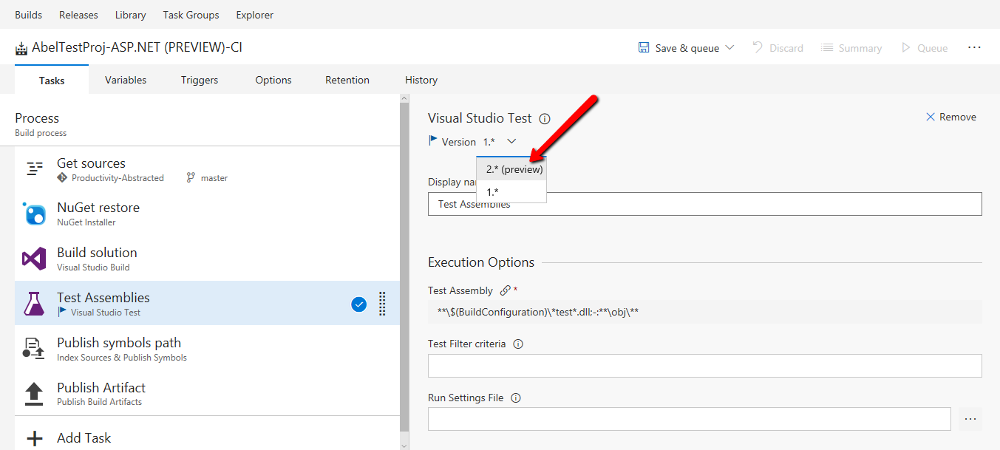 Builds Releases Library Task Groups Explorer
AbelTestProj-ASP.NET (PREVIEW)-CI
Save & queue Discard Summary Queue ...
Tasks Variables Triggers Options Retention History
Process
Build process
Get sources
Productivity-Abstracted master
NuGet restore
NuGet Installer
Build solution
Visual Studio Build
Test Assemblies
Visual Studio Test
Publish symbols path
Index Sources & Publish Symbols
Publish Artifact
Publish Build Artifacts
Add Task
Visual Studio Test
Remove
Version 1.*
2.* (preview)
1.*
Display
Test Assemblies
Execution Options
Test Assembly *
**\$(BuildConfiguration)\*test*.dll;-:**\obj\**
Test Filter criteria
Run Settings File
...